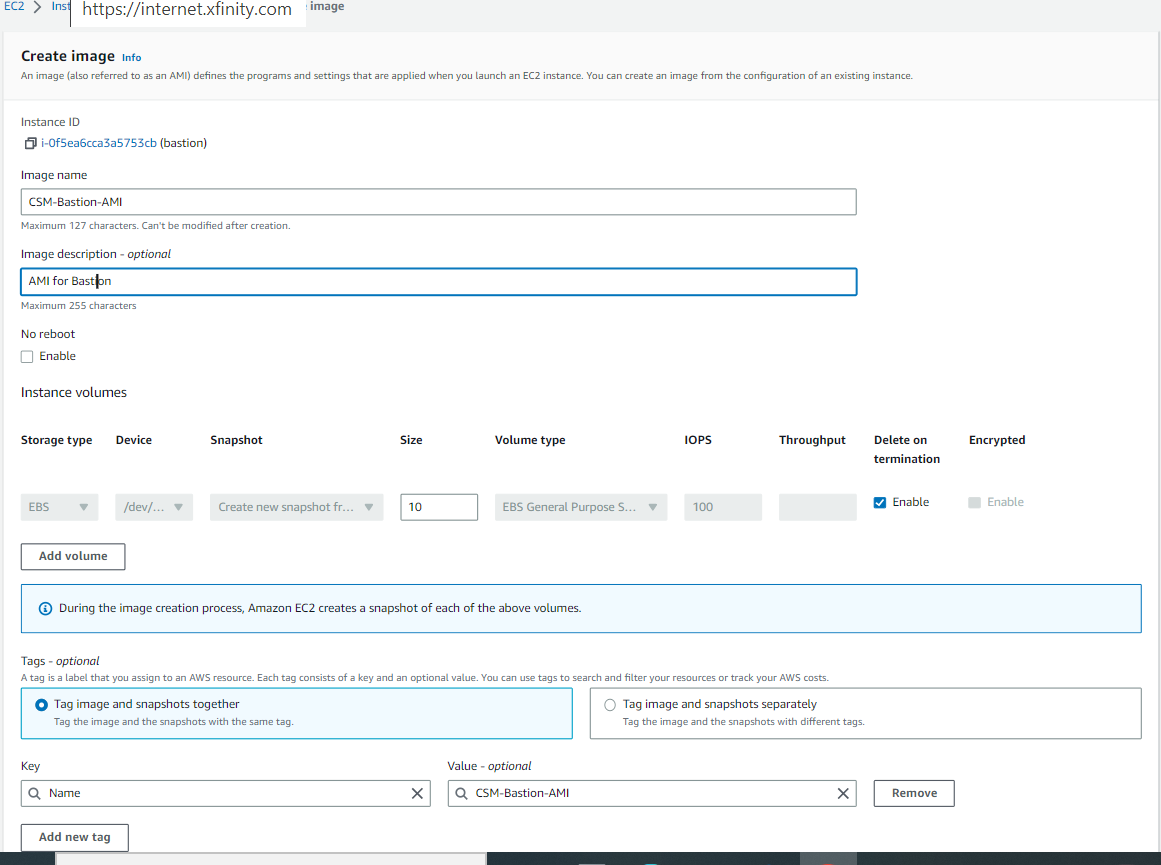 EC2 > Inst https://internet.xfinity.com image
Create image Info
An image (also referred to as an AMI) defines the programs and settings that are applied when you launch an EC2 instance. You can create an image from the configuration of an existing instance.
Instance ID
i-0f5ea6cca3a5753cb (bastion)
Image name
CSM-Bastion-AMI
Maximum 127 characters. Can't be modified after creation.
Image description - optional
AMI for Bastion
Maximum 255 characters
No reboot
Enable
Instance volumes
Storage type Device Snapshot Size Volume type IOPS Throughput Delete on termination Encrypted
EBS /dev/... Create new snapshot fr... 10 EBS General Purpose S... 100 Enable Enable
Add volume
During the image creation process, Amazon EC2 creates a snapshot of each of the above volumes.
Tags - optional
A tag is a label that you assign to an AWS resource. Each tag consists of a key and an optional value. You can use tags to search and filter your resources or track your AWS costs.
Tag image and snapshots together
Tag the image and the snapshots with the same tag.
Tag image and snapshots separately
Tag the image and the snapshots with different tags.
Key Value - optional
Name CSM-Bastion-AMI Remove
Add new tag